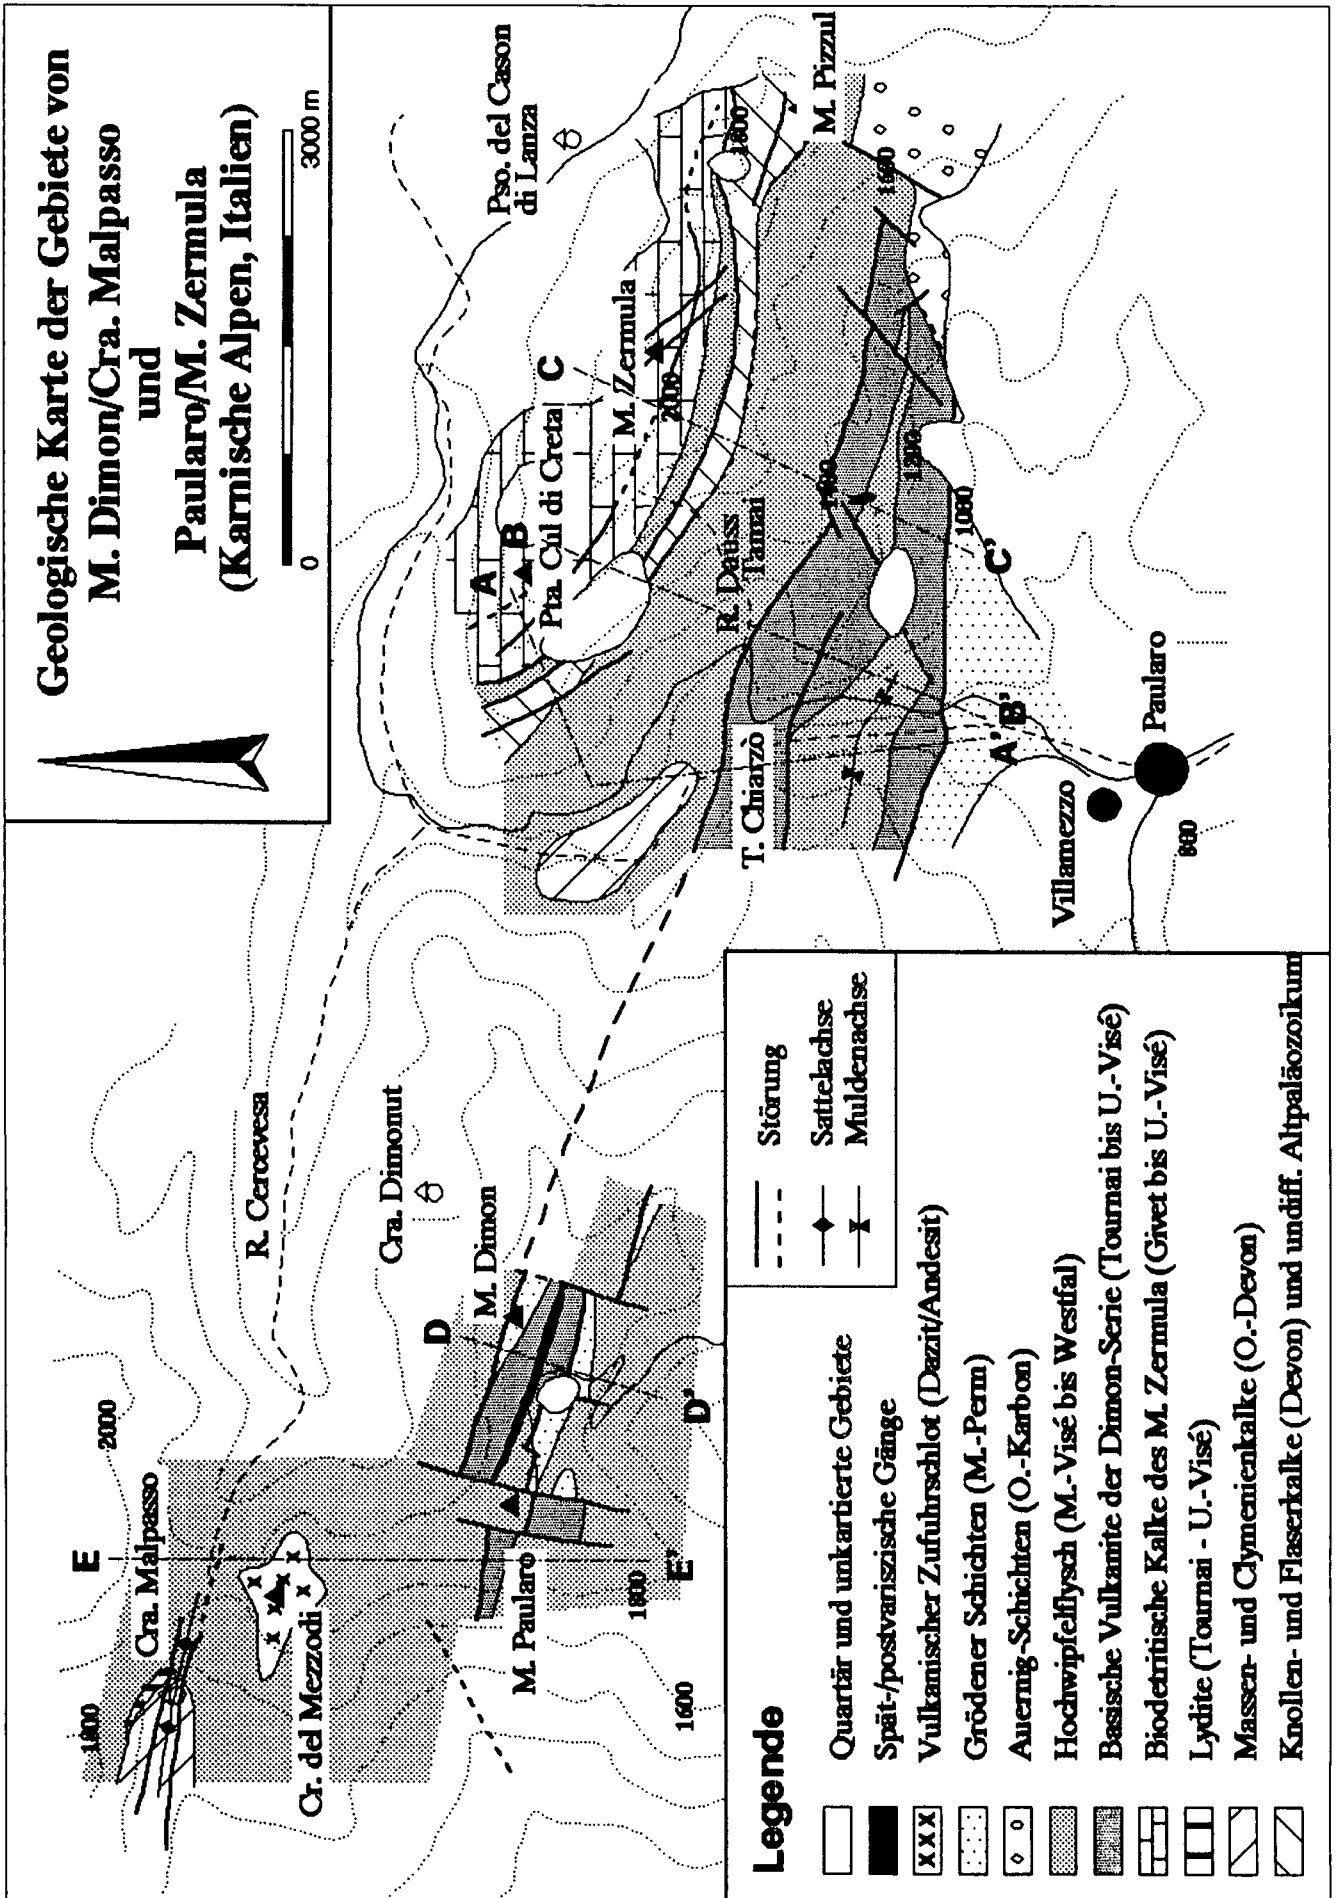 Geologische Karte der Gebiete von
M. Dimon/Cra. Malpasso
und
Paularo/M. Zermula
(Karnische Alpen, Italien)
0
3000 m
Pso. del Cason
di Lanza
M. Pizzul
1800
1600
M. Zermula
2000
C
A
B
Pta. Cúl di Creta
R. Dauss
Tamai
1400
1200
1000
C'
T. Chiarzò
A'/B'
Paularo
Villamezzo
800
R. Cercevesa
Cra. Dimonut
M. Dimon
D
D'
2000
E
Cra. Malpasso
1800
Cr. del Mezzodi
M. Paularo
E'
1800
1600
Legende
Quartär und unkartierte Gebiete
Spät-/postvariszische Gänge
Vulkanischer Zufuhrschlot (Dazit/Andesit)
Grödener Schichten (M.-Perm)
Auernig-Schichten (O.-Karbon)
Hochwipfelflysch (M.-Visé bis Westfal)
Basische Vulkanite der Dimon-Serie (Tournai bis U.-Visé)
Biodetritische Kalke des M. Zermula (Givet bis U.-Visé)
Lydite (Tournai - U.-Visé)
Massen- und Clymenienkalke (O.-Devon)
Knollen- und Flaserkalke (Devon) und undiff. Altpaläozoikum
Störung
Sattelachse
Muldenachse